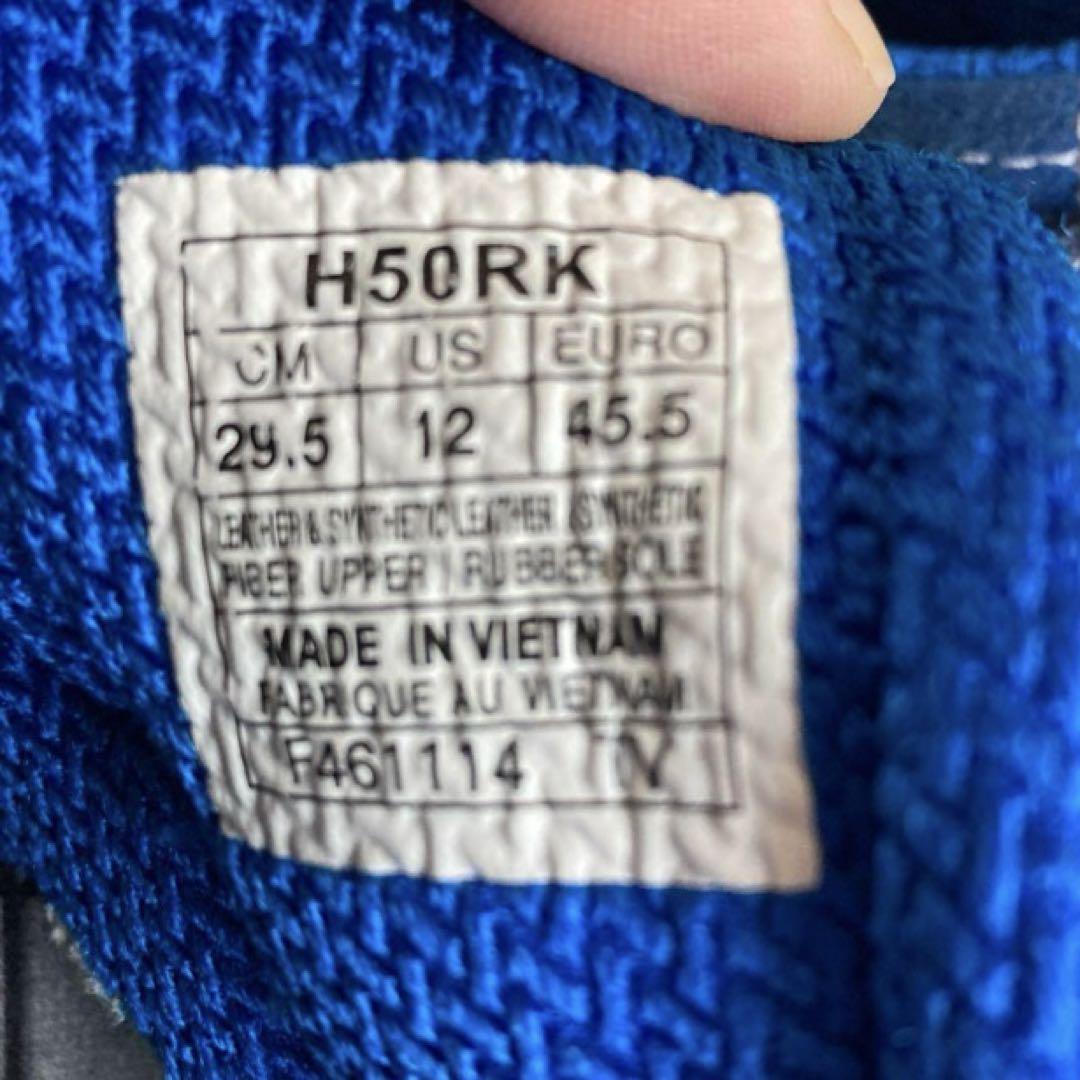 H50RK
CM US EURO
29.5 12 45.5
LEATHER & SYNTHETIC LEATHER / SYNTHETIC
FIBER UPPER / RUBBER SOLE
MADE IN VIETNAM
FABRIQUE AU VIETNAM
F461114